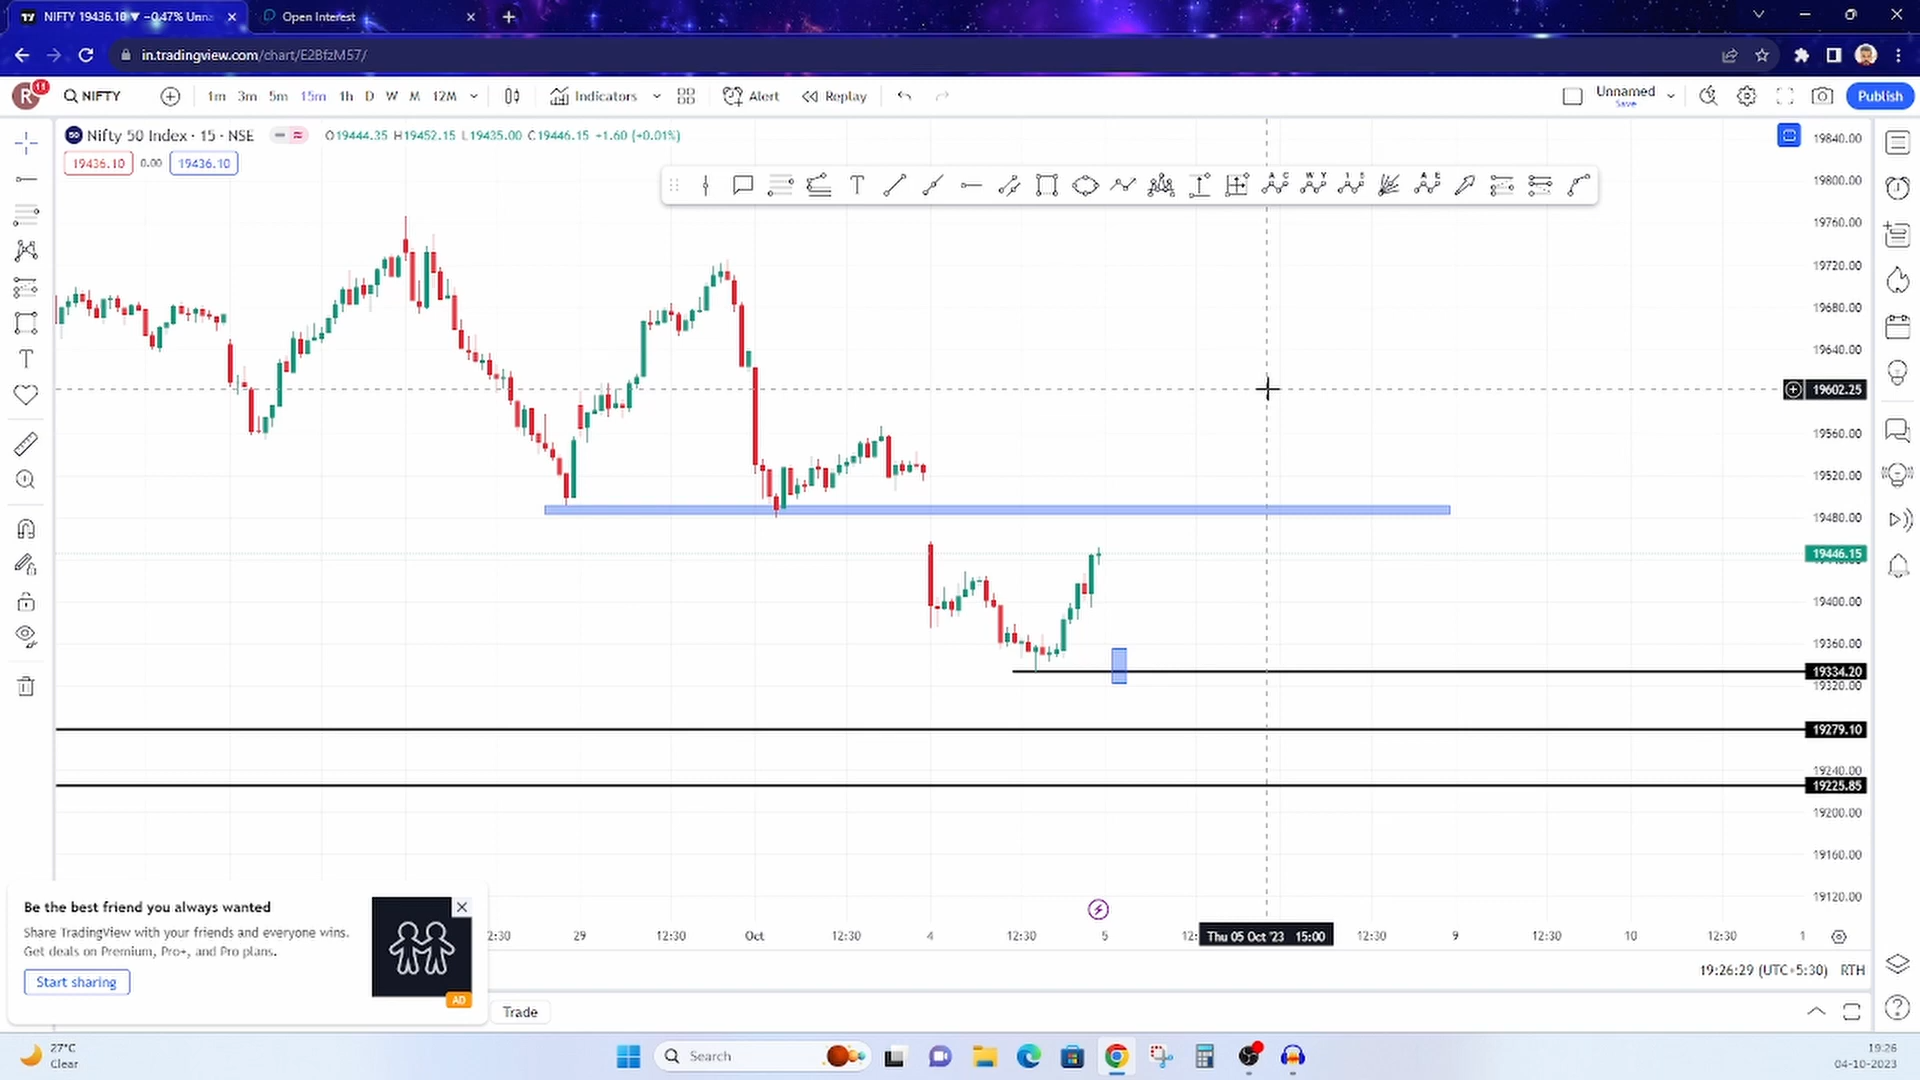 NIFTY 19436.10 ▼ −0.47% Unna
Open Interest
in.tradingview.com/chart/E2BfzM57/
R 11
NIFTY
1m 3m 5m 15m 1h D W M 12M
Indicators
Alert
Replay
Unnamed
Save
Publish
Nifty 50 Index · 15 · NSE
O19444.35 H19452.15 L19435.00 C19446.15 +1.60 (+0.01%)
19436.10 0.00 19436.10
19840.00
19800.00
19760.00
19720.00
19680.00
19640.00
19602.25
19560.00
19520.00
19480.00
19446.15
19400.00
19360.00
19334.20
19320.00
19279.10
19240.00
19225.85
19200.00
19160.00
19120.00
Be the best friend you always wanted
Share TradingView with your friends and everyone wins.
Get deals on Premium, Pro+, and Pro plans.
Start sharing
AD
2:30 29 12:30 Oct 12:30 4 12:30 5 12: Thu 05 Oct '23 15:00 12:30 9 12:30 10 12:30 1
19:26:29 (UTC+5:30) RTH
Trade
27°C
Clear
Search
19:26
04-10-2023